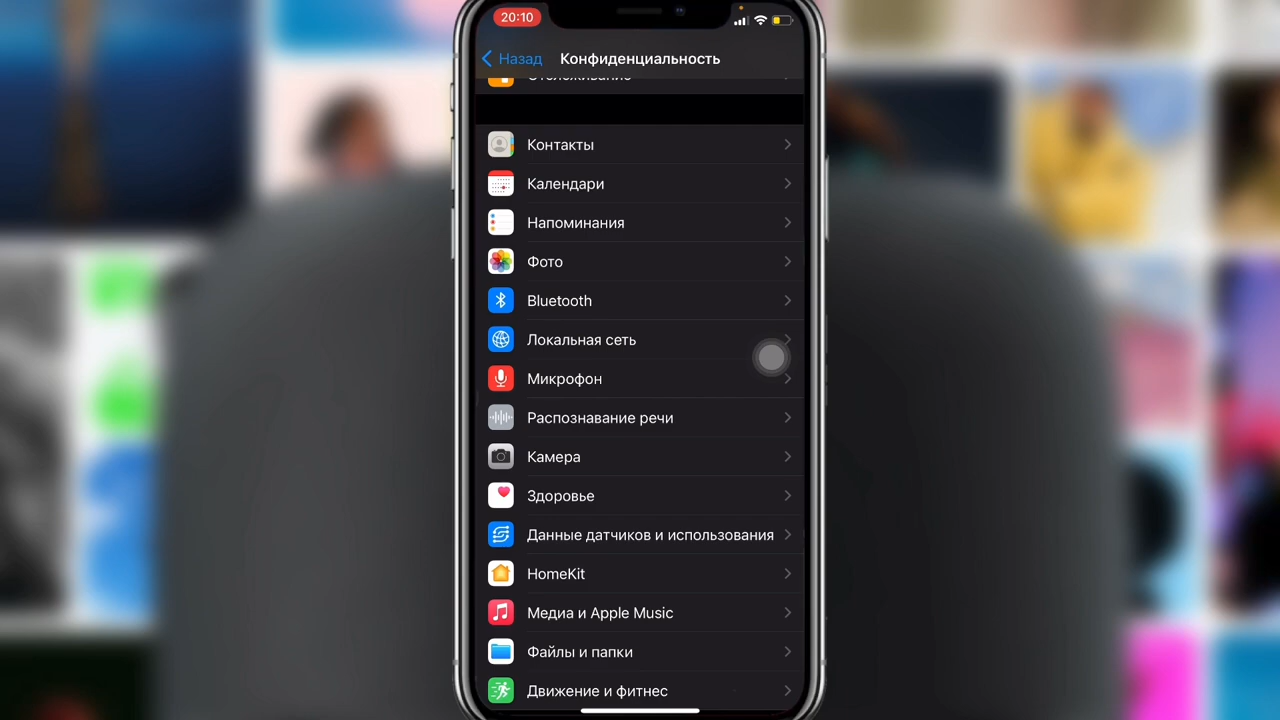 20:10
Назад
Конфиденциальность
Отслеживание
Контакты
Календари
Напоминания
Фото
Bluetooth
Локальная сеть
Микрофон
Распознавание речи
Камера
Здоровье
Данные датчиков и использования
HomeKit
Медиа и Apple Music
Файлы и папки
Движение и фитнес